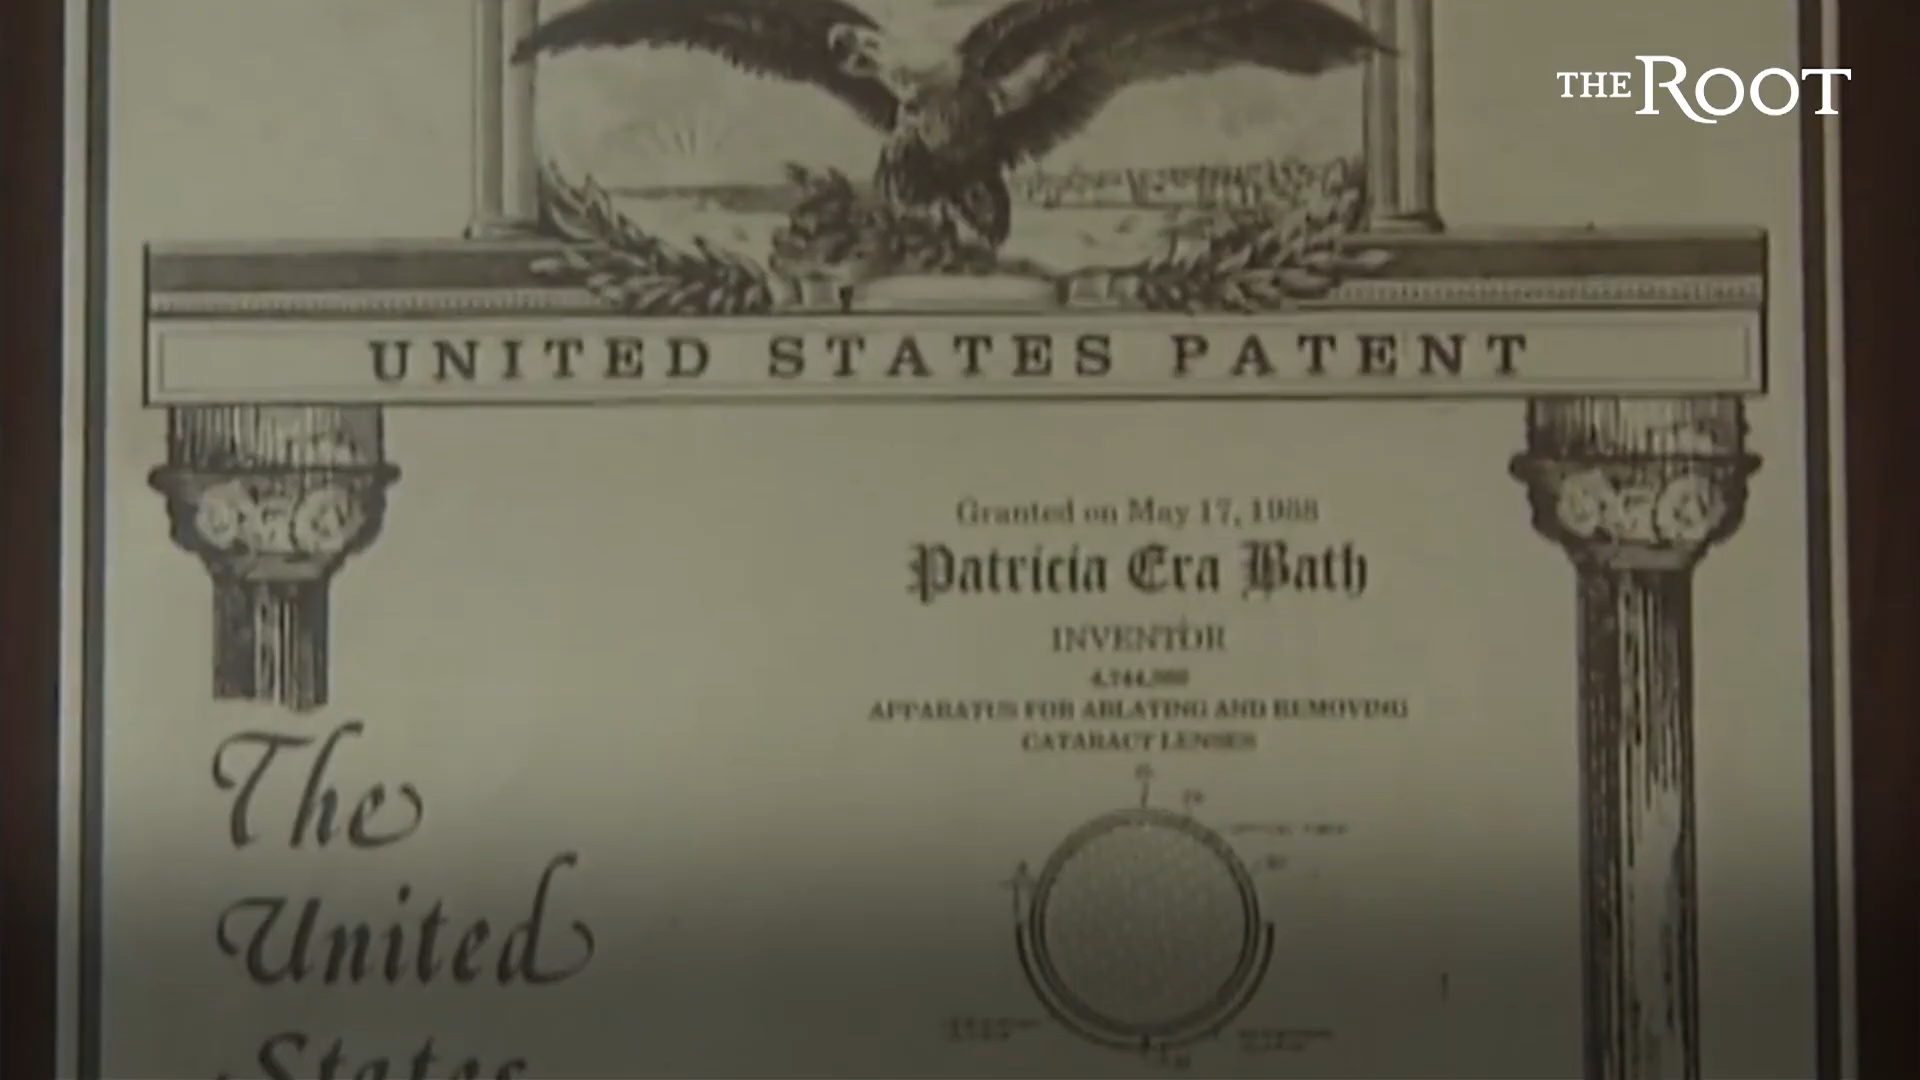 THE ROOT
UNITED STATES PATENT
Granted on May 17, 1988
Patricia Era Bath
INVENTOR
APPARATUS FOR ABLATING AND REMOVING
CATARACT LENSES
The
United
States